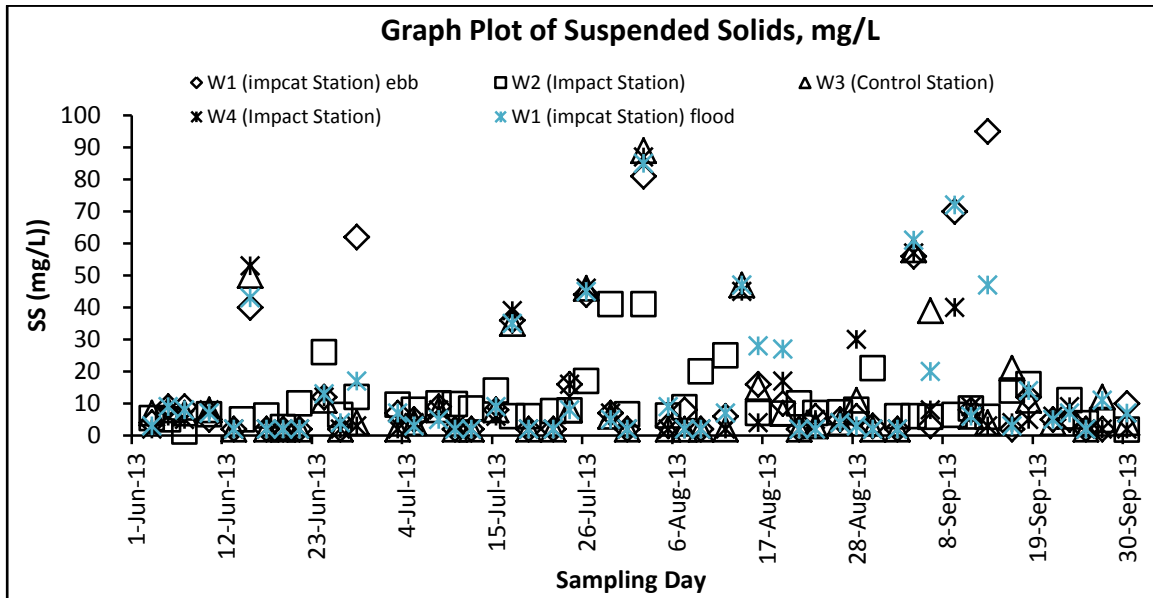 Graph Plot of Suspended Solids, mg/L
W1 (impcat Station) ebb W2 (Impact Station) W3 (Control Station)
W4 (Impact Station) W1 (impcat Station) flood
100
90
80
70
60
50
40
30
20
10
0
SS (mg/L))
1-Jun-13 12-Jun-13 23-Jun-13 4-Jul-13 15-Jul-13 26-Jul-13 6-Aug-13 17-Aug-13 28-Aug-13 8-Sep-13 19-Sep-13 30-Sep-13
Sampling Day